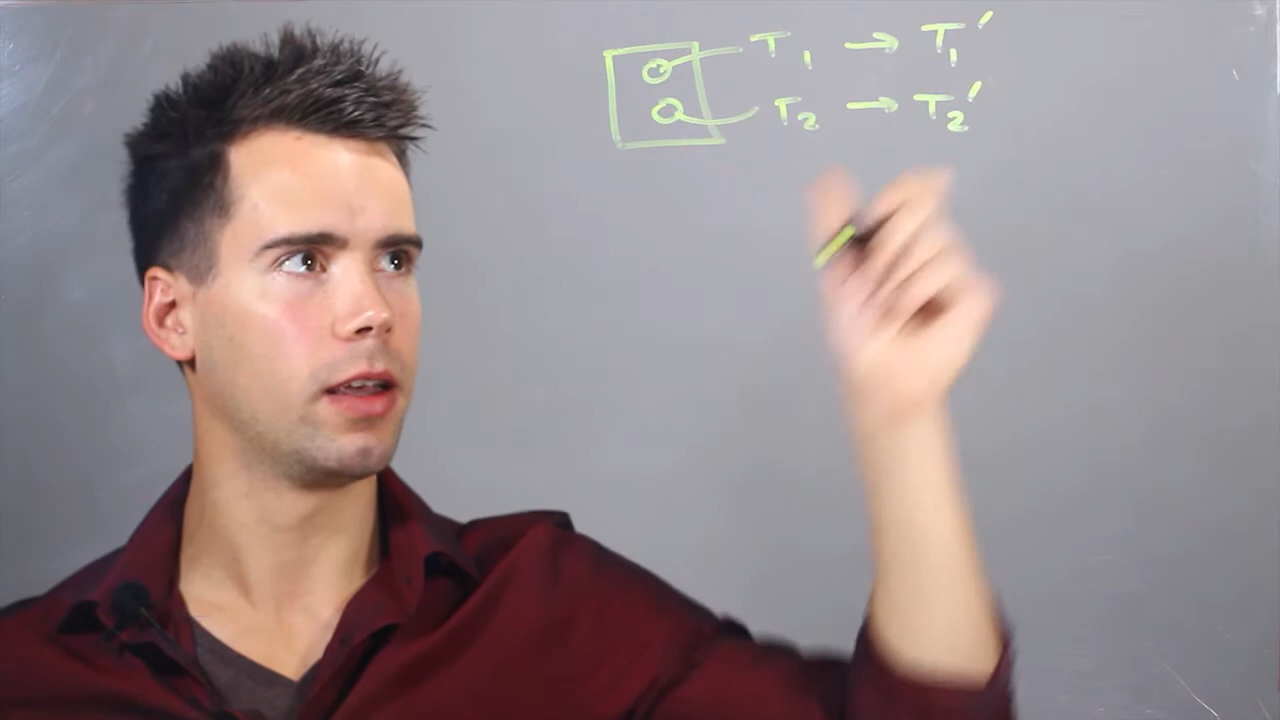 T₁ → T₁′
T₂ → T₂′